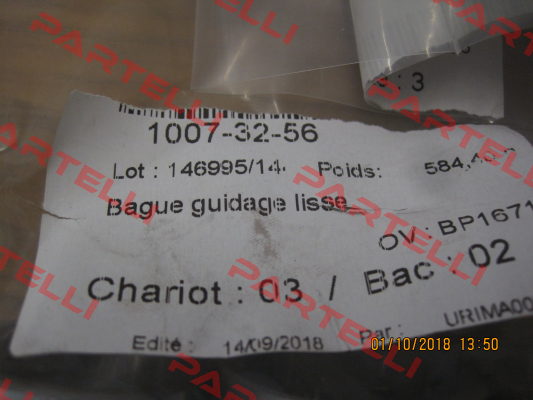 PARTELLI
: 3
1007-32-56
Lot : 146995/14 Poids:
Bague guidage lisse
OV : BP1671
Chariot : 03 / Bac : 02
Edité : 14/09/2018 Par : URIMA00
01/10/2018 13:50